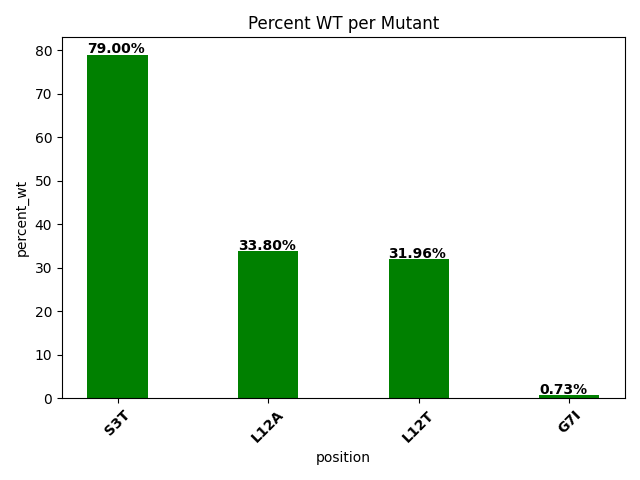 Percent WT per Mutant
percent_wt
80
70
60
50
40
30
20
10
0
79.00%
33.80%
31.96%
0.73%
S3T
L12A
L12T
G7I
position